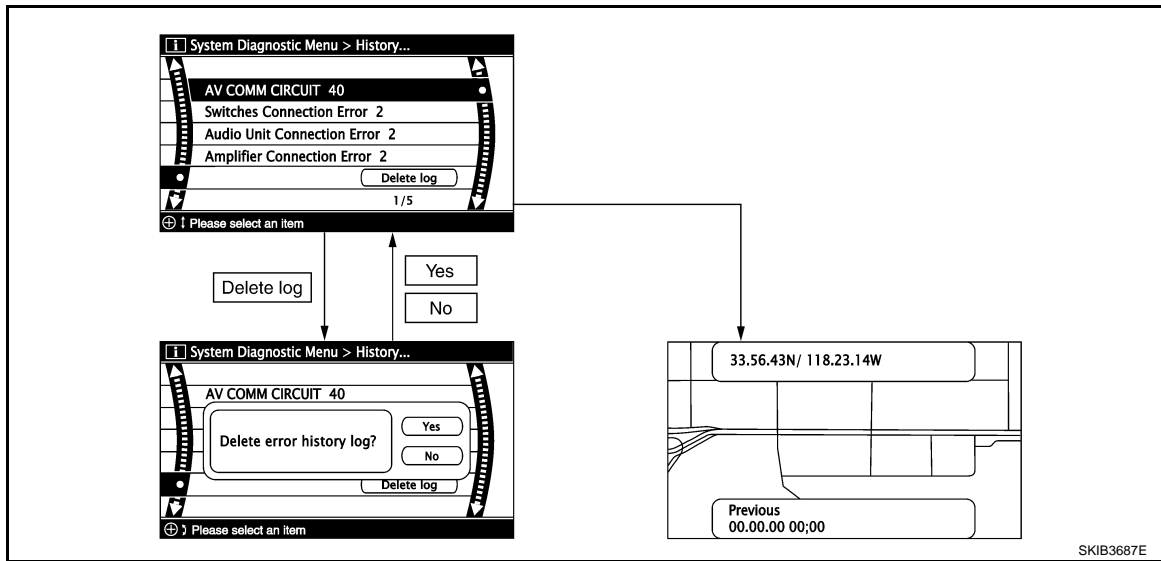 i System Diagnostic Menu > History...
AV COMM CIRCUIT 40
Switches Connection Error 2
Audio Unit Connection Error 2
Amplifier Connection Error 2
Delete log
1/5
Please select an item
Delete log
Yes
No
i System Diagnostic Menu > History...
AV COMM CIRCUIT 40
Delete error history log?
Yes
No
Delete log
Please select an item
33.56.43N/ 118.23.14W
Previous
00.00.00 00;00
SKIB3687E